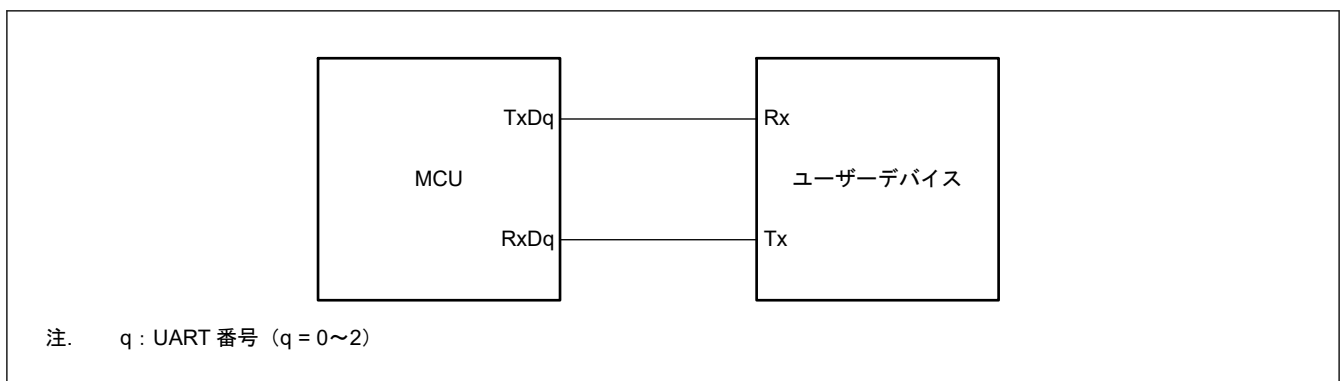 TxDq
Rx
MCU
ユーザーデバイス
RxDq
Tx
注. q：UART 番号（q = 0～2）